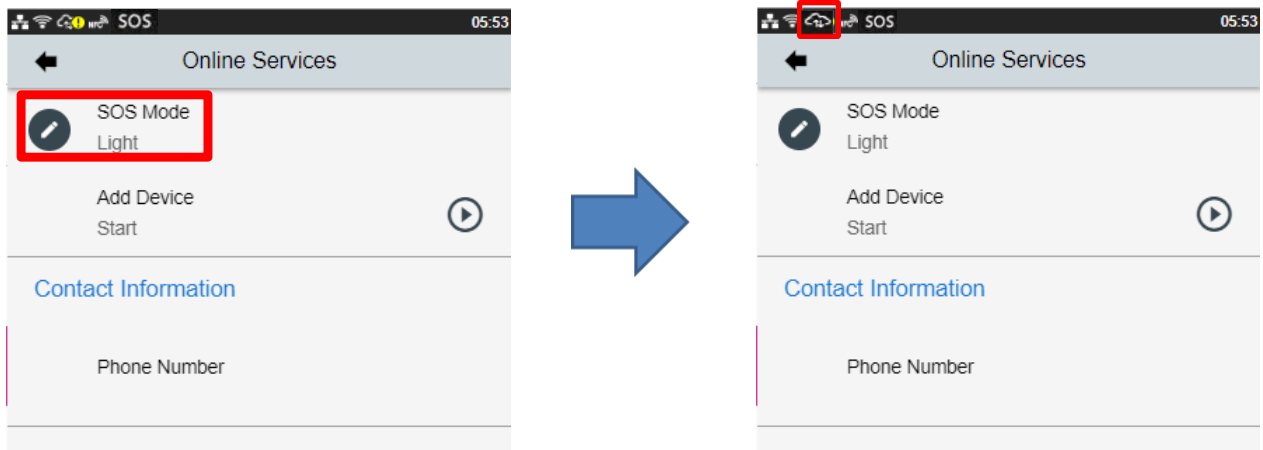 SOS 05:53
Online Services
SOS Mode
Light
Add Device
Start
Contact Information
Phone Number
SOS 05:53
Online Services
SOS Mode
Light
Add Device
Start
Contact Information
Phone Number